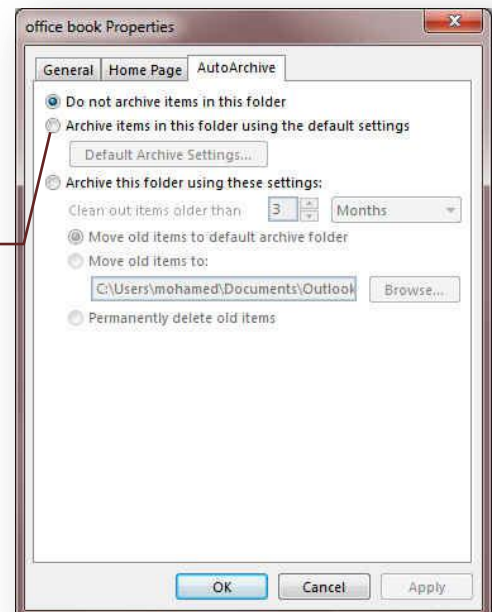 office book Properties
General Home Page AutoArchive
Do not archive items in this folder
Archive items in this folder using the default settings
Default Archive Settings...
Archive this folder using these settings:
Clean out items older than 3 Months
Move old items to default archive folder
Move old items to:
C:\Users\mohamed\Documents\Outlook Browse...
Permanently delete old items
OK Cancel Apply